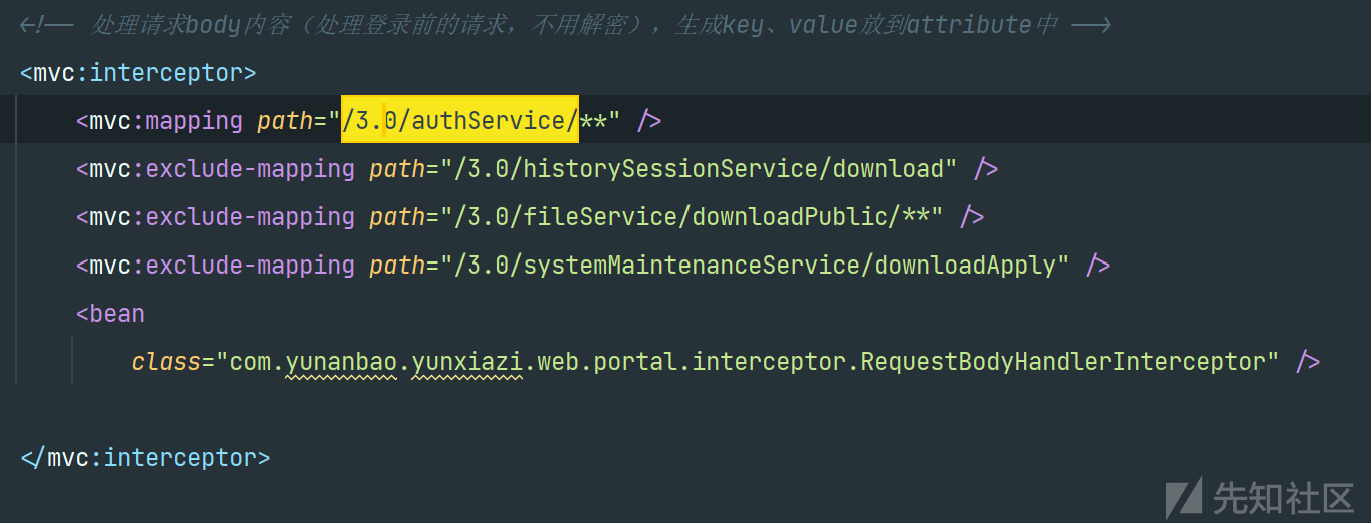 <!-- 处理请求body内容（处理登录前的请求，不用解密），生成key、value放到attribute中 -->
<mvc:interceptor>
<mvc:mapping path="/3.0/authService/**" />
<mvc:exclude-mapping path="/3.0/historySessionService/download" />
<mvc:exclude-mapping path="/3.0/fileService/downloadPublic/**" />
<mvc:exclude-mapping path="/3.0/systemMaintenanceService/downloadApply" />
<bean
class="com.yunanbao.yunxiazi.web.portal.interceptor.RequestBodyHandlerInterceptor" />
</mvc:interceptor>
先知社区